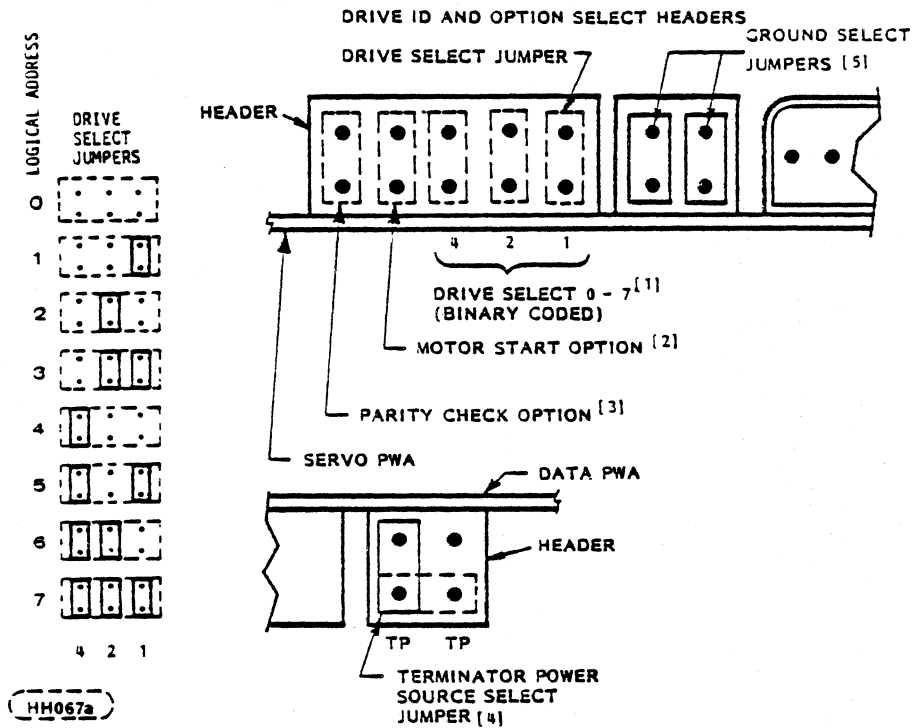 DRIVE ID AND OPTION SELECT HEADERS
DRIVE SELECT JUMPER
GROUND SELECT
JUMPERS [5]
HEADER
LOGICAL ADDRESS
DRIVE
SELECT
JUMPERS
0
1
2
3
4
5
6
7
4 2 1
4 2 1
DRIVE SELECT 0 - 7 [1]
(BINARY CODED)
MOTOR START OPTION [2]
PARITY CHECK OPTION [3]
SERVO PWA
DATA PWA
HEADER
TP TP
TERMINATOR POWER
SOURCE SELECT
JUMPER [4]
HH067a